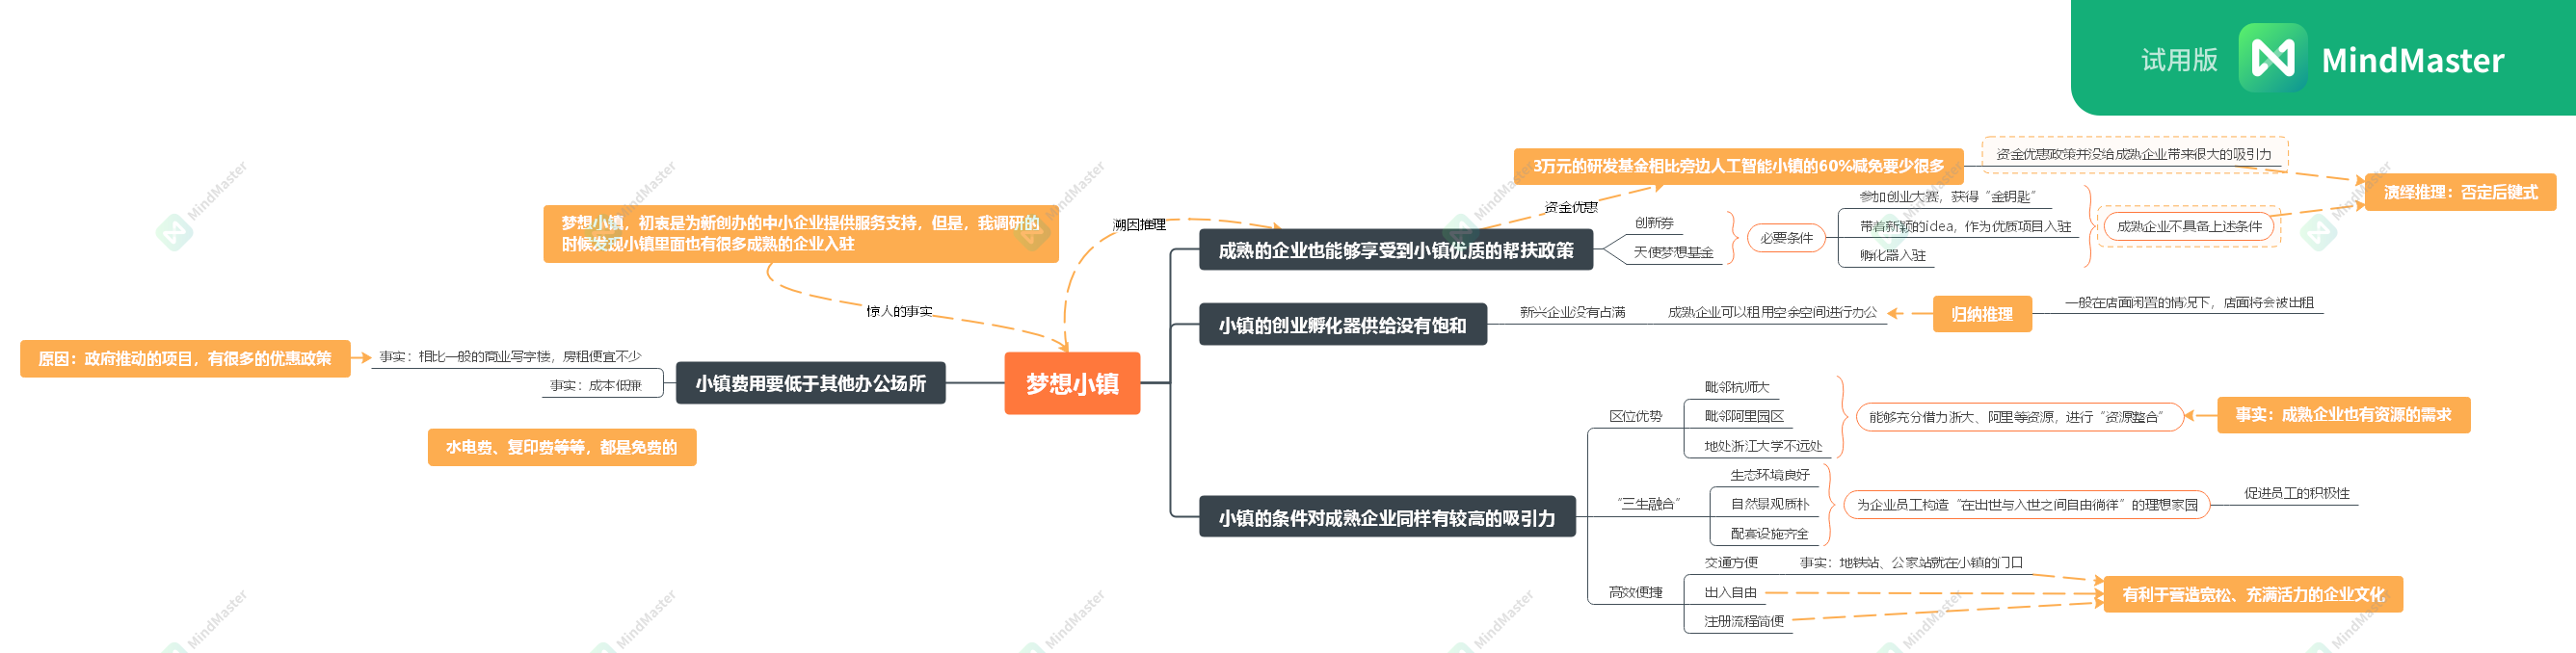 试用版 MindMaster
梦想小镇，初衷是为新创办的中小企业提供服务支持，但是，我调研的
时候发现小镇里面也有很多成熟的企业入驻
惊人的事实
溯因推理
梦想小镇
小镇费用要低于其他办公场所
事实：相比一般的商业写字楼，房租便宜不少
原因：政府推动的项目，有很多的优惠政策
事实：成本低廉
水电费、复印费等等，都是免费的
成熟的企业也能够享受到小镇优质的帮扶政策
资金优惠
3万元的研发基金相比旁边人工智能小镇的60%减免要少很多
资金优惠政策并没给成熟企业带来很大的吸引力
演绎推理：否定后键式
创新券
天使梦想基金
必要条件
参加创业大赛，获得“金钥匙”
带着新颖的idea，作为优质项目入驻
孵化器入驻
成熟企业不具备上述条件
小镇的创业孵化器供给没有饱和
新兴企业没有占满
成熟企业可以租用空余空间进行办公
归纳推理
一般在店面闲置的情况下，店面将会被出租
小镇的条件对成熟企业同样有较高的吸引力
区位优势
毗邻杭师大
毗邻阿里园区
地处浙江大学不远处
能够充分借力浙大、阿里等资源，进行“资源整合”
事实：成熟企业也有资源的需求
“三生融合”
生态环境良好
自然景观质朴
配套设施齐全
为企业员工构造“在出世与入世之间自由徜徉”的理想家园
促进员工的积极性
高效便捷
交通方便
事实：地铁站、公家站就在小镇的门口
出入自由
注册流程简便
有利于营造宽松、充满活力的企业文化
MindMaster
MindMaster
MindMaster
MindMaster
MindMaster
MindMaster
MindMaster
MindMaster
MindMaster
MindMaster
MindMaster